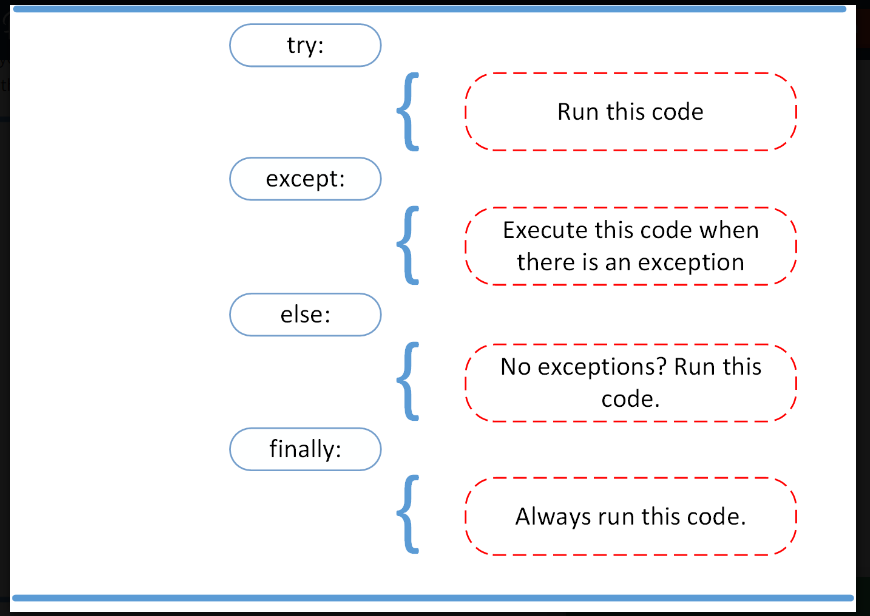 try:
Run this code
except:
Execute this code when
there is an exception
else:
No exceptions? Run this
code.
finally:
Always run this code.